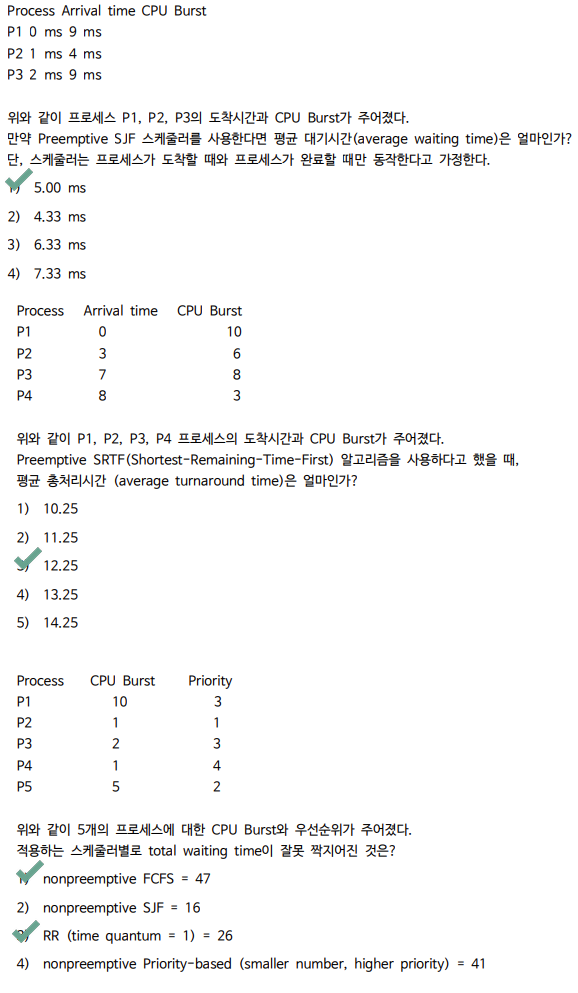 Process Arrival time CPU Burst
P1 0 ms 9 ms
P2 1 ms 4 ms
P3 2 ms 9 ms
위와 같이 프로세스 P1, P2, P3의 도착시간과 CPU Burst가 주어졌다.
만약 Preemptive SJF 스케줄러를 사용한다면 평균 대기시간(average waiting time)은 얼마인가?
단, 스케줄러는 프로세스가 도착할 때와 프로세스가 완료할 때만 동작한다고 가정한다.
1) 5.00 ms
2) 4.33 ms
3) 6.33 ms
4) 7.33 ms
Process Arrival time CPU Burst
P1 0 10
P2 3 6
P3 7 8
P4 8 3
위와 같이 P1, P2, P3, P4 프로세스의 도착시간과 CPU Burst가 주어졌다.
Preemptive SRTF(Shortest-Remaining-Time-First) 알고리즘을 사용하다고 했을 때,
평균 총처리시간 (average turnaround time)은 얼마인가?
1) 10.25
2) 11.25
3) 12.25
4) 13.25
5) 14.25
Process CPU Burst Priority
P1 10 3
P2 1 1
P3 2 3
P4 1 4
P5 5 2
위와 같이 5개의 프로세스에 대한 CPU Burst와 우선순위가 주어졌다.
적용하는 스케줄러별로 total waiting time이 잘못 짝지어진 것은?
1) nonpreemptive FCFS = 47
2) nonpreemptive SJF = 16
3) RR (time quantum = 1) = 26
4) nonpreemptive Priority-based (smaller number, higher priority) = 41